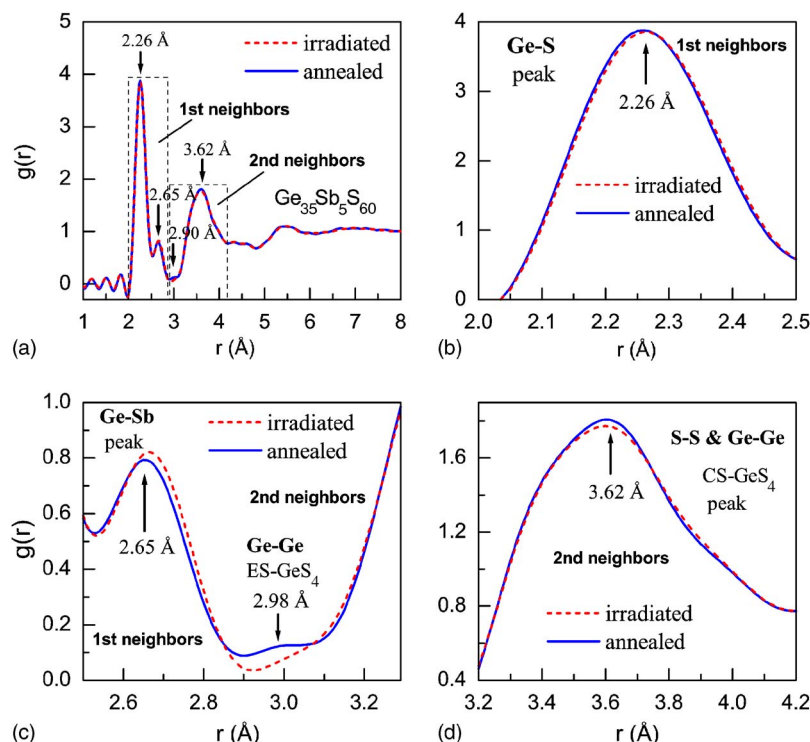 2.26 Å
irradiated
annealed
1st neighbors
3.62 Å
2nd neighbors
2.65 Å
2.90 Å
Ge35Sb5S60
g(r)
5
4
3
2
1
0
1 2 3 4 5 6 7 8
(a)
r (Å)
Ge-S
peak
1st neighbors
2.26 Å
irradiated
annealed
4
3
2
1
0
2.0 2.1 2.2 2.3 2.4 2.5
(b)
r (Å)
Ge-Sb
peak
irradiated
annealed
2nd neighbors
2.65 Å
Ge-Ge
ES-GeS4
2.98 Å
1st neighbors
g(r)
1.0
0.8
0.6
0.4
0.2
0.0
2.6 2.8 3.0 3.2
(c)
r (Å)
S-S & Ge-Ge
CS-GeS4
peak
3.62 Å
2nd neighbors
irradiated
annealed
1.6
1.2
0.8
0.4
3.2 3.4 3.6 3.8 4.0 4.2
(d)
r (Å)